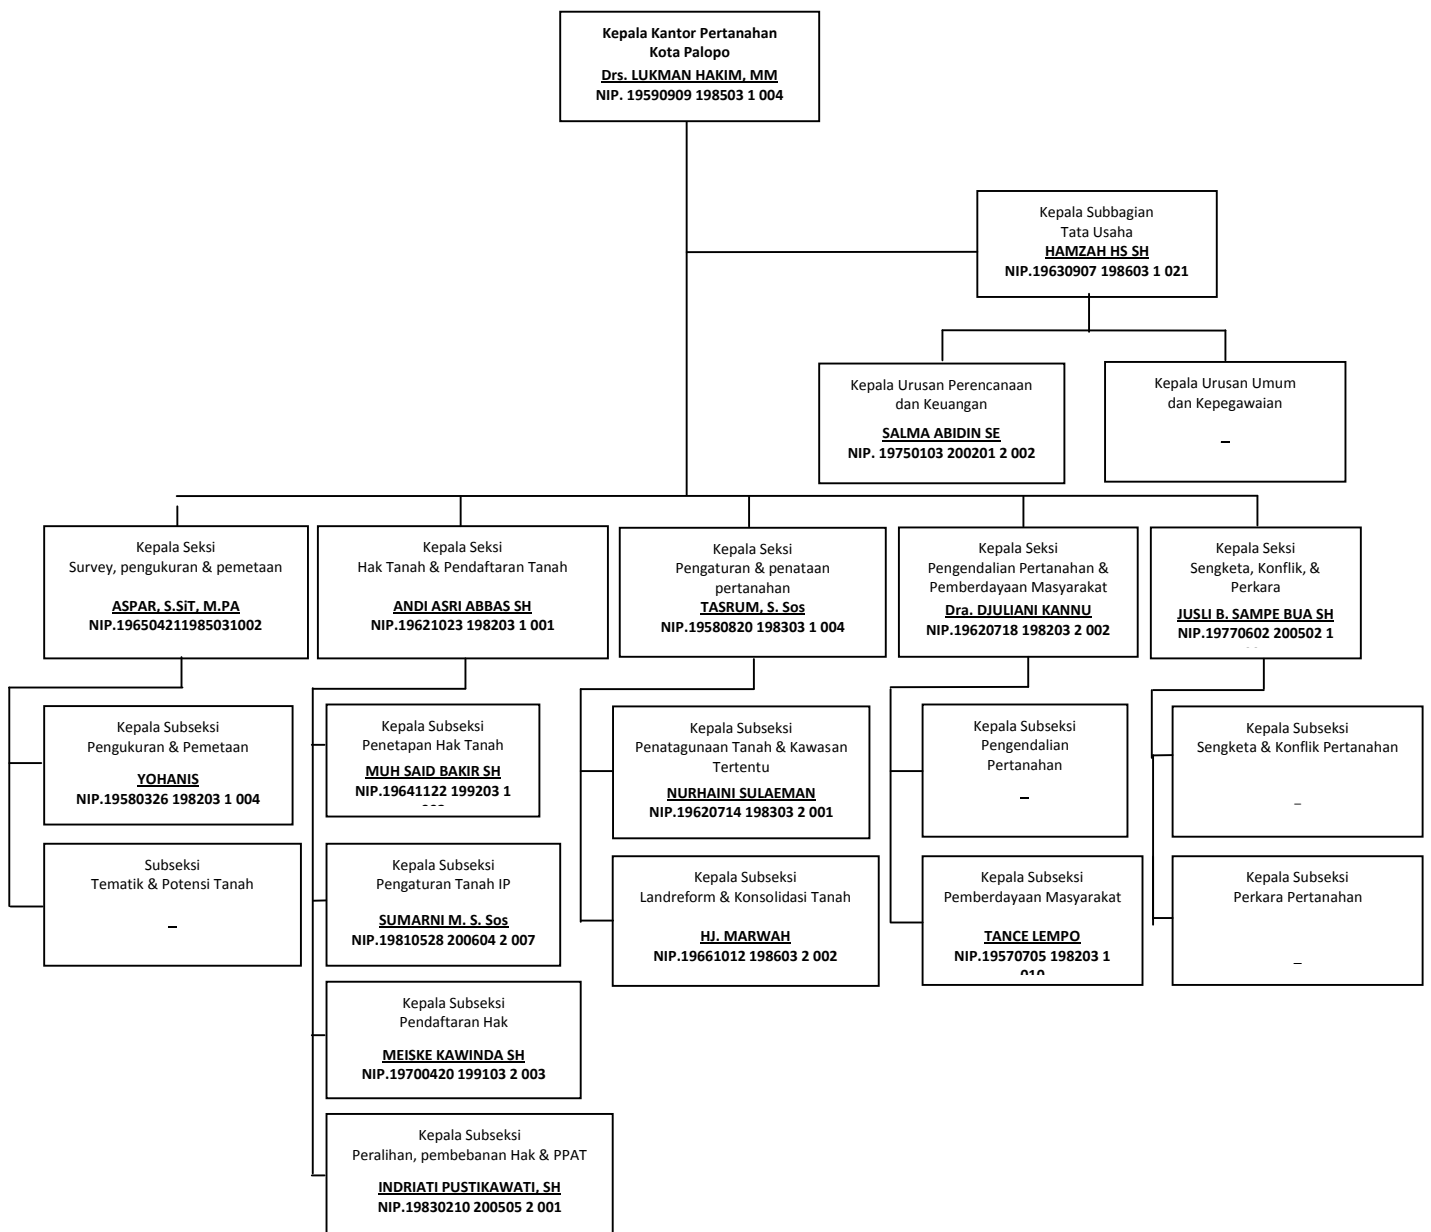 Kepala Kantor Pertanahan
Kota Palopo
Drs. LUKMAN HAKIM, MM
NIP. 19590909 198503 1 004
Kepala Subbagian
Tata Usaha
HAMZAH HS SH
NIP.19630907 198603 1 021
Kepala Urusan Perencanaan
dan Keuangan
SALMA ABIDIN SE
NIP. 19750103 200201 2 002
Kepala Urusan Umum
dan Kepegawaian
–
Kepala Seksi
Survey, pengukuran & pemetaan
ASPAR, S.SiT, M.PA
NIP.196504211985031002
Kepala Seksi
Hak Tanah & Pendaftaran Tanah
ANDI ASRI ABBAS SH
NIP.19621023 198203 1 001
Kepala Seksi
Pengaturan & penataan
pertanahan
TASRUM, S. Sos
NIP.19580820 198303 1 004
Kepala Seksi
Pengendalian Pertanahan &
Pemberdayaan Masyarakat
Dra. DJULIANI KANNU
NIP.19620718 198203 2 002
Kepala Seksi
Sengketa, Konflik, &
Perkara
JUSLI B. SAMPE BUA SH
NIP.19770602 200502 1
Kepala Subseksi
Pengukuran & Pemetaan
YOHANIS
NIP.19580326 198203 1 004
Subseksi
Tematik & Potensi Tanah
–
Kepala Subseksi
Penetapan Hak Tanah
MUH SAID BAKIR SH
NIP.19641122 199203 1
Kepala Subseksi
Pengaturan Tanah IP
SUMARNI M. S. Sos
NIP.19810528 200604 2 007
Kepala Subseksi
Pendaftaran Hak
MEISKE KAWINDA SH
NIP.19700420 199103 2 003
Kepala Subseksi
Peralihan, pembebanan Hak & PPAT
INDRIATI PUSTIKAWATI, SH
NIP.19830210 200505 2 001
Kepala Subseksi
Penatagunaan Tanah & Kawasan
Tertentu
NURHAINI SULAEMAN
NIP.19620714 198303 2 001
Kepala Subseksi
Landreform & Konsolidasi Tanah
HJ. MARWAH
NIP.19661012 198603 2 002
Kepala Subseksi
Pengendalian
Pertanahan
–
Kepala Subseksi
Pemberdayaan Masyarakat
TANCE LEMPO
NIP.19570705 198203 1
010
Kepala Subseksi
Sengketa & Konflik Pertanahan
–
Kepala Subseksi
Perkara Pertanahan
–